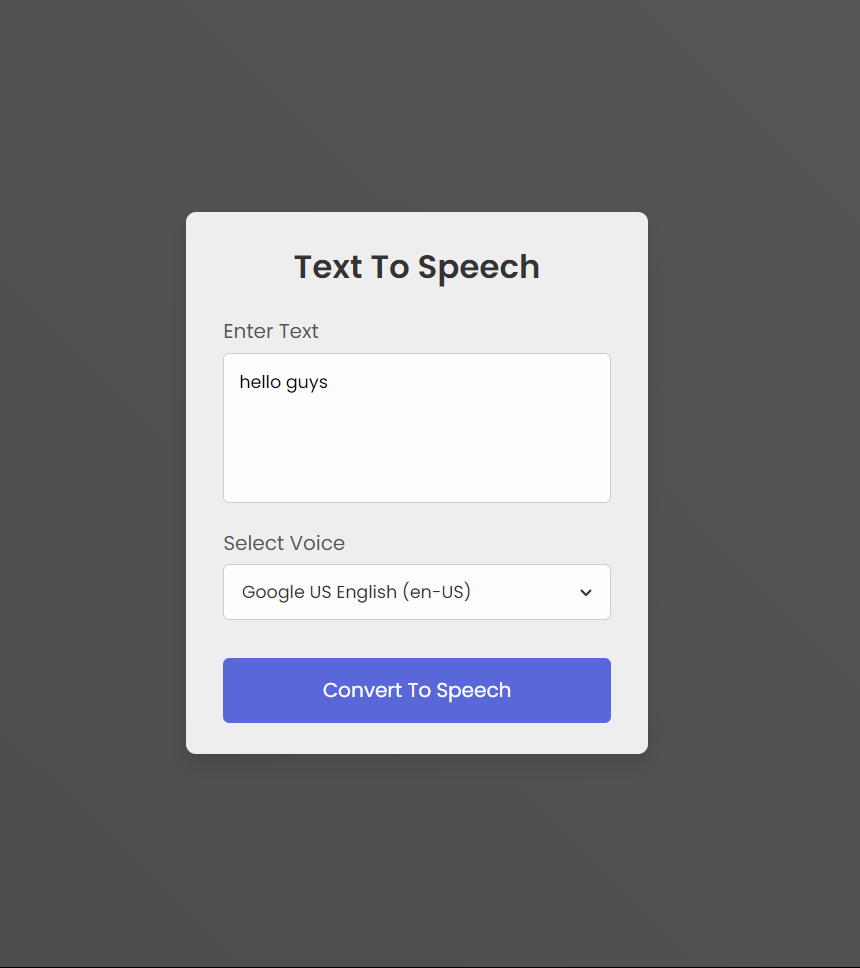 Text To Speech
Enter Text
hello guys
Select Voice
Google US English (en-US)
Convert To Speech